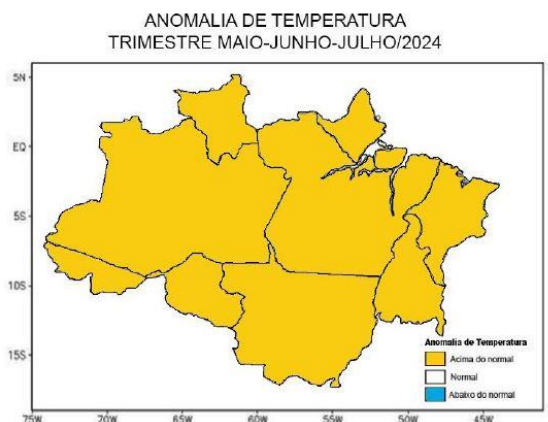 ANOMALIA DE TEMPERATURA
TRIMESTRE MAIO-JUNHO-JULHO/2024
5N
EQ
5S
10S
15S
Anomalia de Temperatura
Acima do normal
Normal
Abaixo do normal
75W 70W 65W 60W 55W 50W 45W